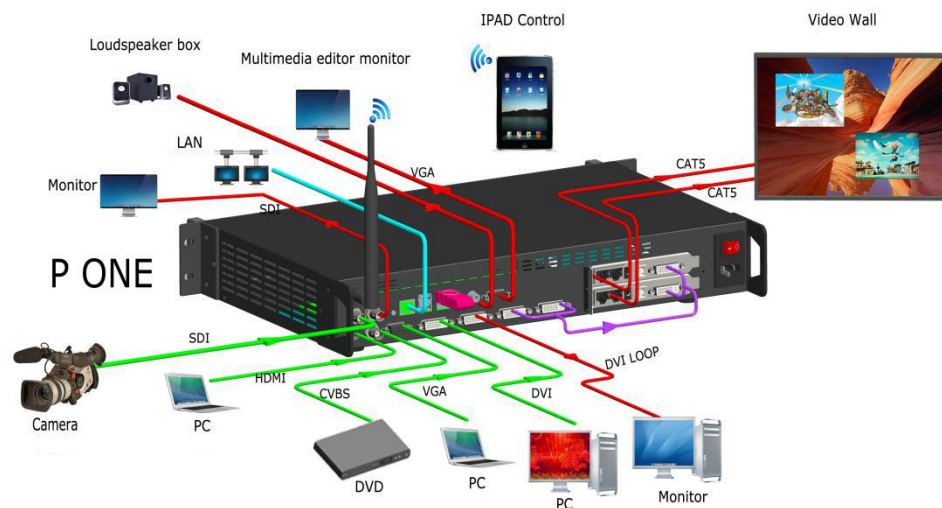 IPAD Control
Video Wall
Loudspeaker box
Multimedia editor monitor
LAN
CAT5
VGA
Monitor
CAT5
SDI
P ONE
SDI
DVI LOOP
HDMI
CVBS
VGA
DVI
Camera
PC
DVD
PC
PC
Monitor